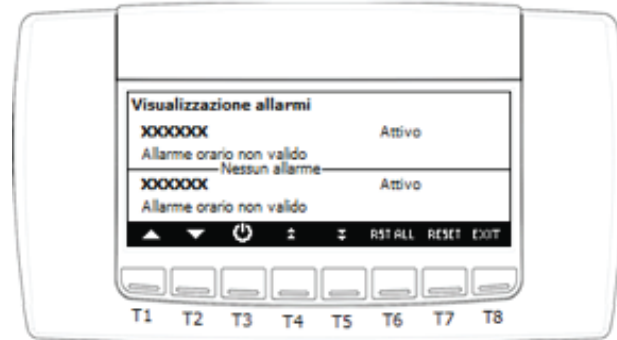 Visualizzazione allarmi
XXXXXX Attivo
Allarme orario non valido
Nessun allarme
XXXXXX Attivo
Allarme orario non valido
RST ALL RESET EXIT
T1 T2 T3 T4 T5 T6 T7 T8